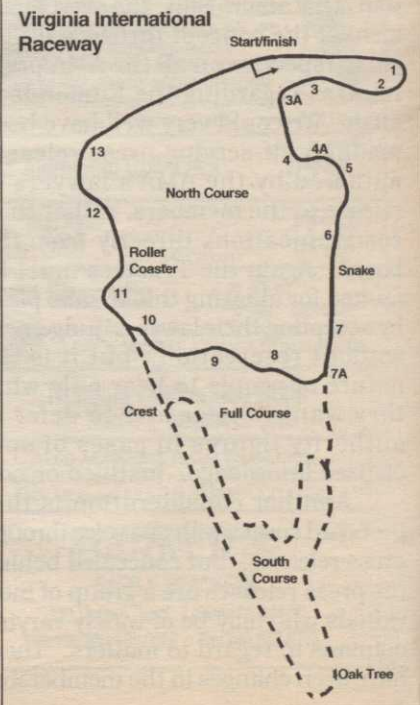 Virginia International
Raceway
Start/finish
1
2
3
3A
4A
4
5
13
North Course
12
6
Roller
Coaster
Snake
11
10
7
9
8
7A
Crest
Full Course
South
Course
Oak Tree